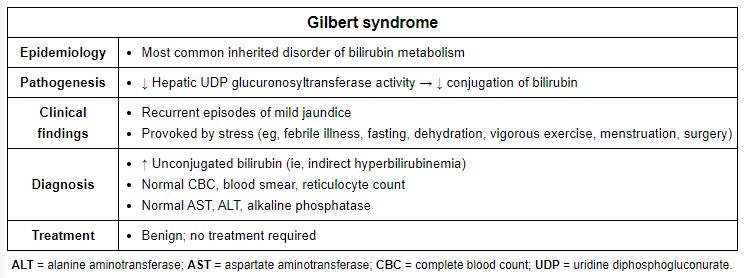 Gilbert syndrome
Epidemiology • Most common inherited disorder of bilirubin metabolism
Pathogenesis • ↓ Hepatic UDP glucuronosyltransferase activity → ↓ conjugation of bilirubin
Clinical findings
• Recurrent episodes of mild jaundice
• Provoked by stress (eg, febrile illness, fasting, dehydration, vigorous exercise, menstruation, surgery)
Diagnosis
• ↑ Unconjugated bilirubin (ie, indirect hyperbilirubinemia)
• Normal CBC, blood smear, reticulocyte count
• Normal AST, ALT, alkaline phosphatase
Treatment • Benign; no treatment required
ALT = alanine aminotransferase; AST = aspartate aminotransferase; CBC = complete blood count; UDP = uridine diphosphogluconurate.